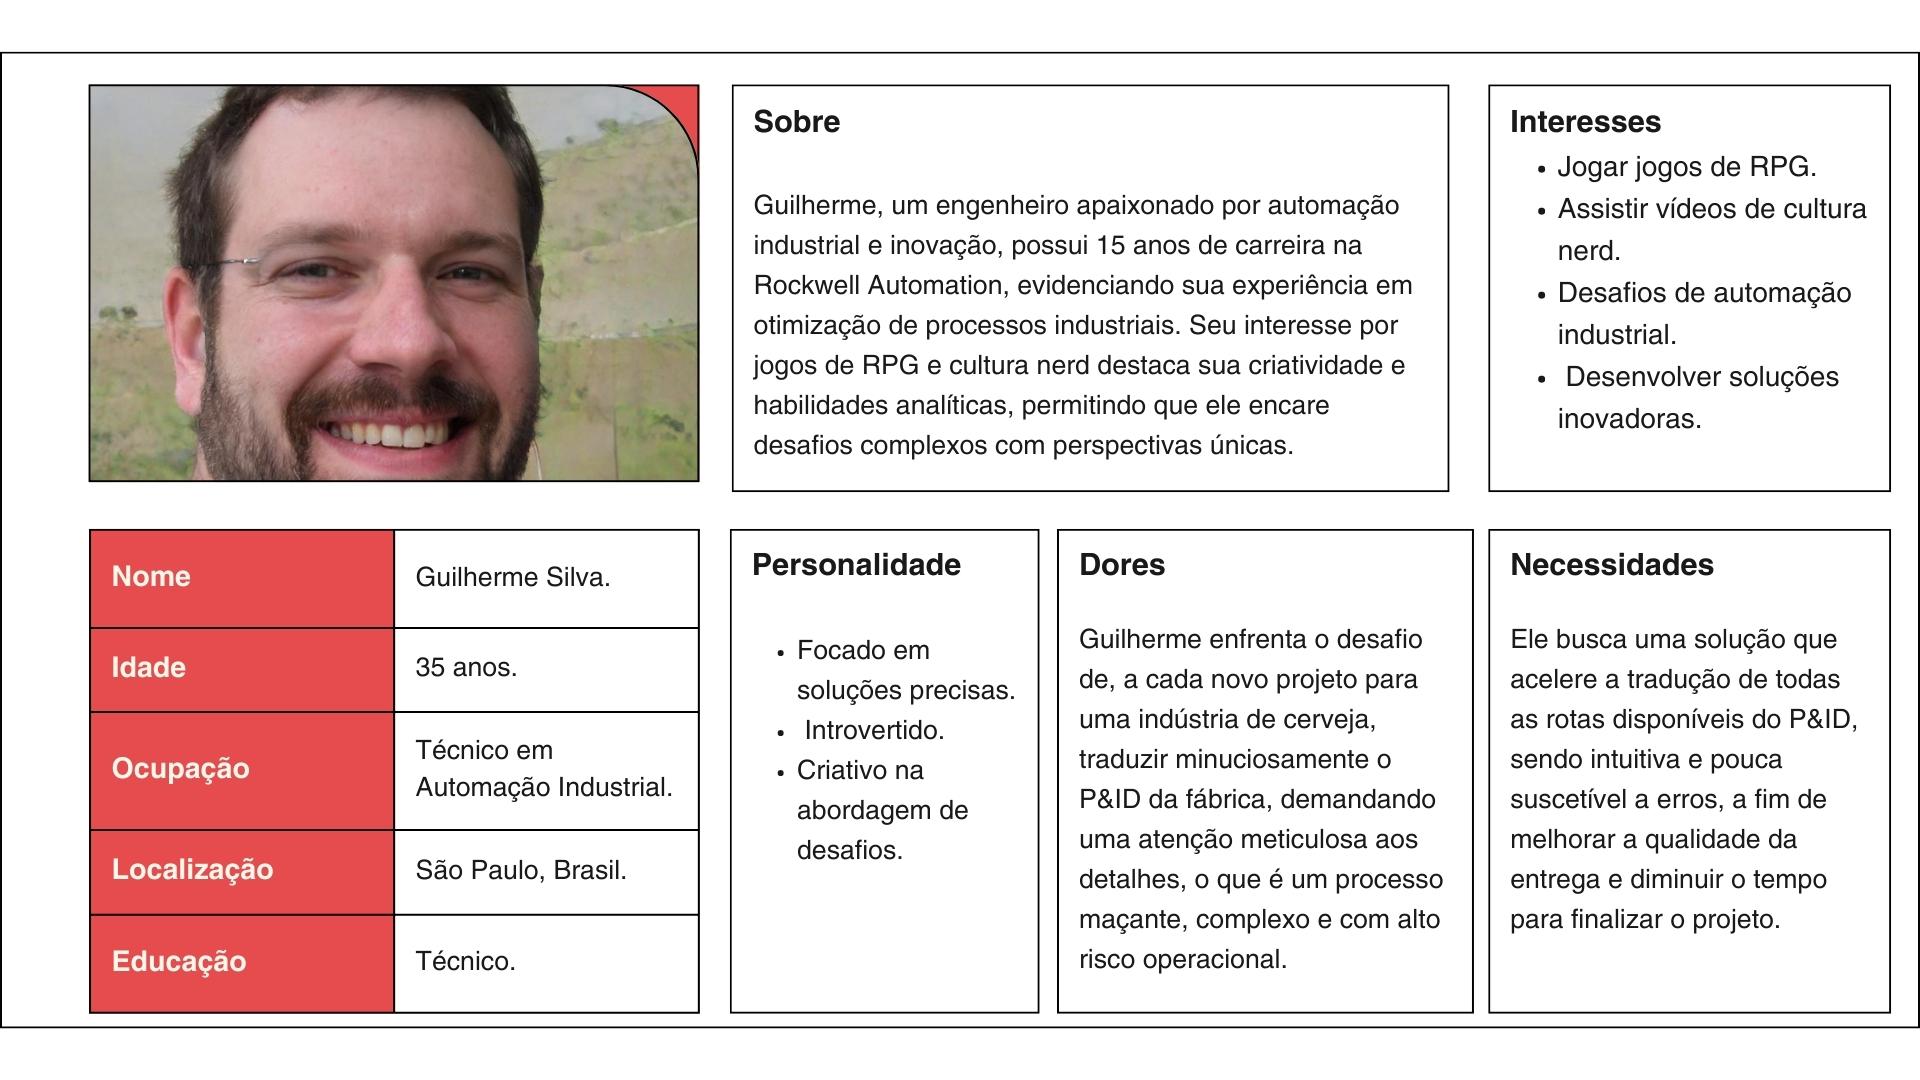 Sobre
Guilherme, um engenheiro apaixonado por automação
industrial e inovação, possui 15 anos de carreira na
Rockwell Automation, evidenciando sua experiência em
otimização de processos industriais. Seu interesse por
jogos de RPG e cultura nerd destaca sua criatividade e
habilidades analíticas, permitindo que ele encare
desafios complexos com perspectivas únicas.
Interesses
• Jogar jogos de RPG.
• Assistir vídeos de cultura
nerd.
• Desafios de automação
industrial.
• Desenvolver soluções
inovadoras.
Nome
Guilherme Silva.
Idade
35 anos.
Ocupação
Técnico em
Automação Industrial.
Localização
São Paulo, Brasil.
Educação
Técnico.
Personalidade
• Focado em
soluções precisas.
• Introvertido.
• Criativo na
abordagem de
desafios.
Dores
Guilherme enfrenta o desafio
de, a cada novo projeto para
uma indústria de cerveja,
traduzir minuciosamente o
P&ID da fábrica, demandando
uma atenção meticulosa aos
detalhes, o que é um processo
maçante, complexo e com alto
risco operacional.
Necessidades
Ele busca uma solução que
acelere a tradução de todas
as rotas disponíveis do P&ID,
sendo intuitiva e pouca
suscetível a erros, a fim de
melhorar a qualidade da
entrega e diminuir o tempo
para finalizar o projeto.